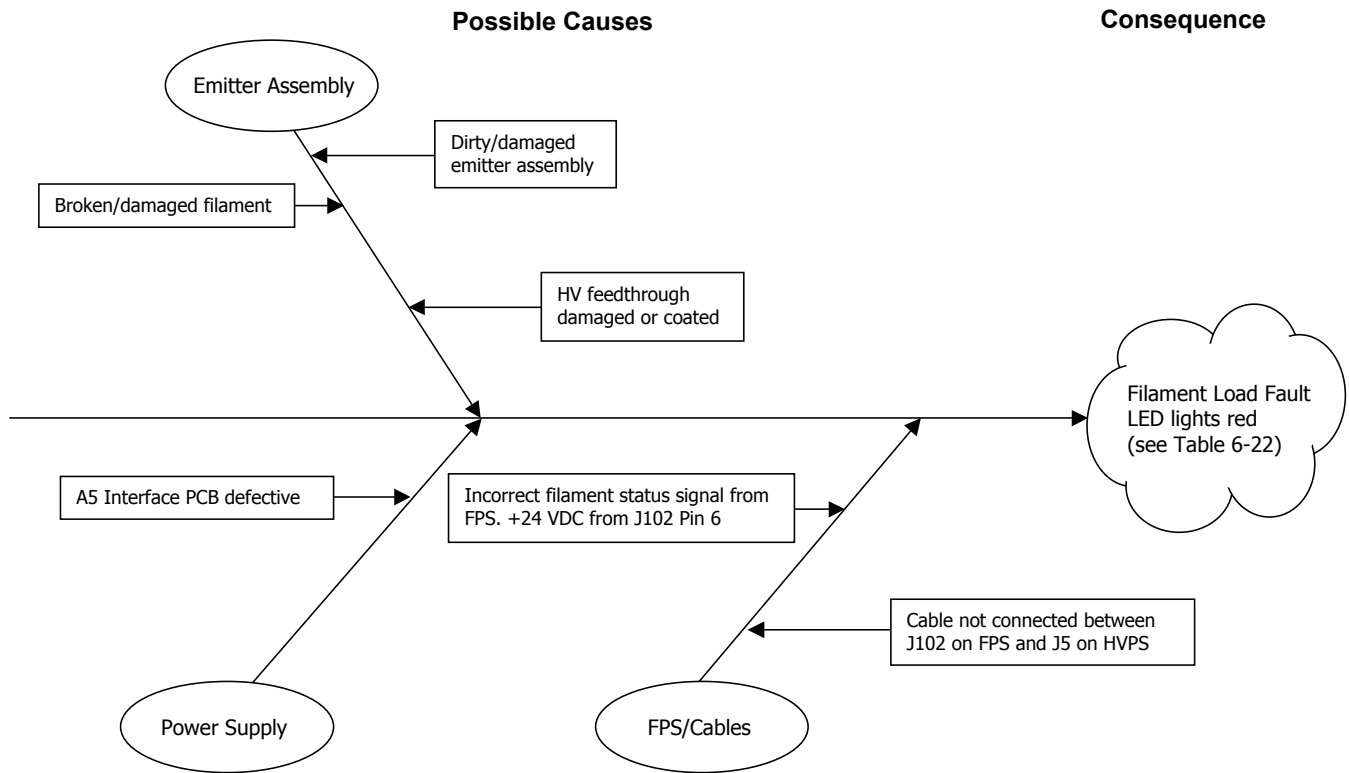 Possible Causes
Consequence
Emitter Assembly
Dirty/damaged
emitter assembly
Broken/damaged filament
HV feedthrough
damaged or coated
Filament Load Fault
LED lights red
(see Table 6-22)
A5 Interface PCB defective
Incorrect filament status signal from
FPS. +24 VDC from J102 Pin 6
Cable not connected between
J102 on FPS and J5 on HVPS
Power Supply
FPS/Cables